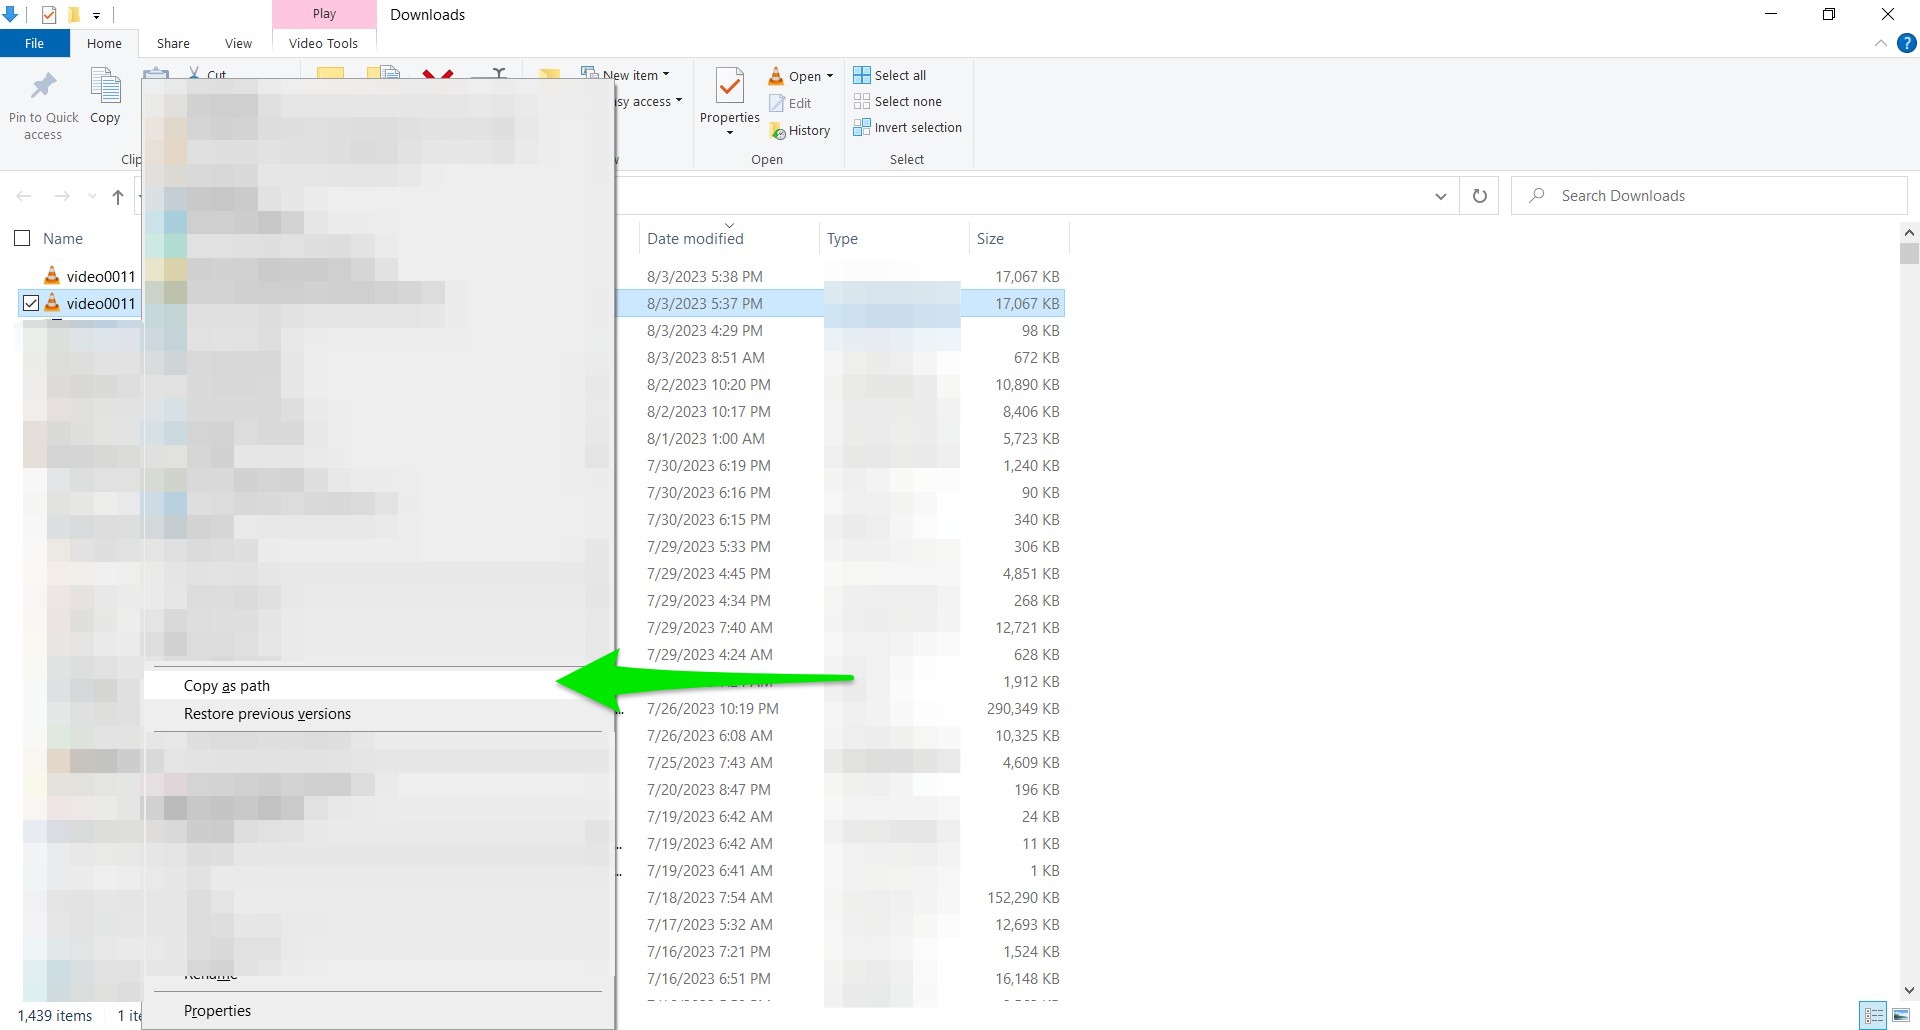 Play
Downloads
File
Home
Share
View
Video Tools
Pin to Quick access
Copy
Cut
New item
access
Properties
Open
Edit
History
Select all
Select none
Invert selection
Open
Select
Search Downloads
Name
Date modified
Type
Size
video0011 8/3/2023 5:38 PM 17,067 KB
video0011 8/3/2023 5:37 PM 17,067 KB
8/3/2023 4:29 PM 98 KB
8/3/2023 8:51 AM 672 KB
8/2/2023 10:20 PM 10,890 KB
8/2/2023 10:17 PM 8,406 KB
8/1/2023 1:00 AM 5,723 KB
7/30/2023 6:19 PM 1,240 KB
7/30/2023 6:16 PM 90 KB
7/30/2023 6:15 PM 340 KB
7/29/2023 5:33 PM 306 KB
7/29/2023 4:45 PM 4,851 KB
7/29/2023 4:34 PM 268 KB
7/29/2023 7:40 AM 12,721 KB
7/29/2023 4:24 AM 628 KB
Copy as path
1,912 KB
Restore previous versions
... 7/26/2023 10:19 PM 290,349 KB
7/26/2023 6:08 AM 10,325 KB
7/25/2023 7:43 AM 4,609 KB
7/20/2023 8:47 PM 196 KB
7/19/2023 6:42 AM 24 KB
7/19/2023 6:42 AM 11 KB
7/19/2023 6:41 AM 1 KB
7/18/2023 7:54 AM 152,290 KB
7/17/2023 5:32 AM 12,693 KB
7/16/2023 7:21 PM 1,524 KB
Rename
7/16/2023 6:51 PM 16,148 KB
Properties
1,439 items